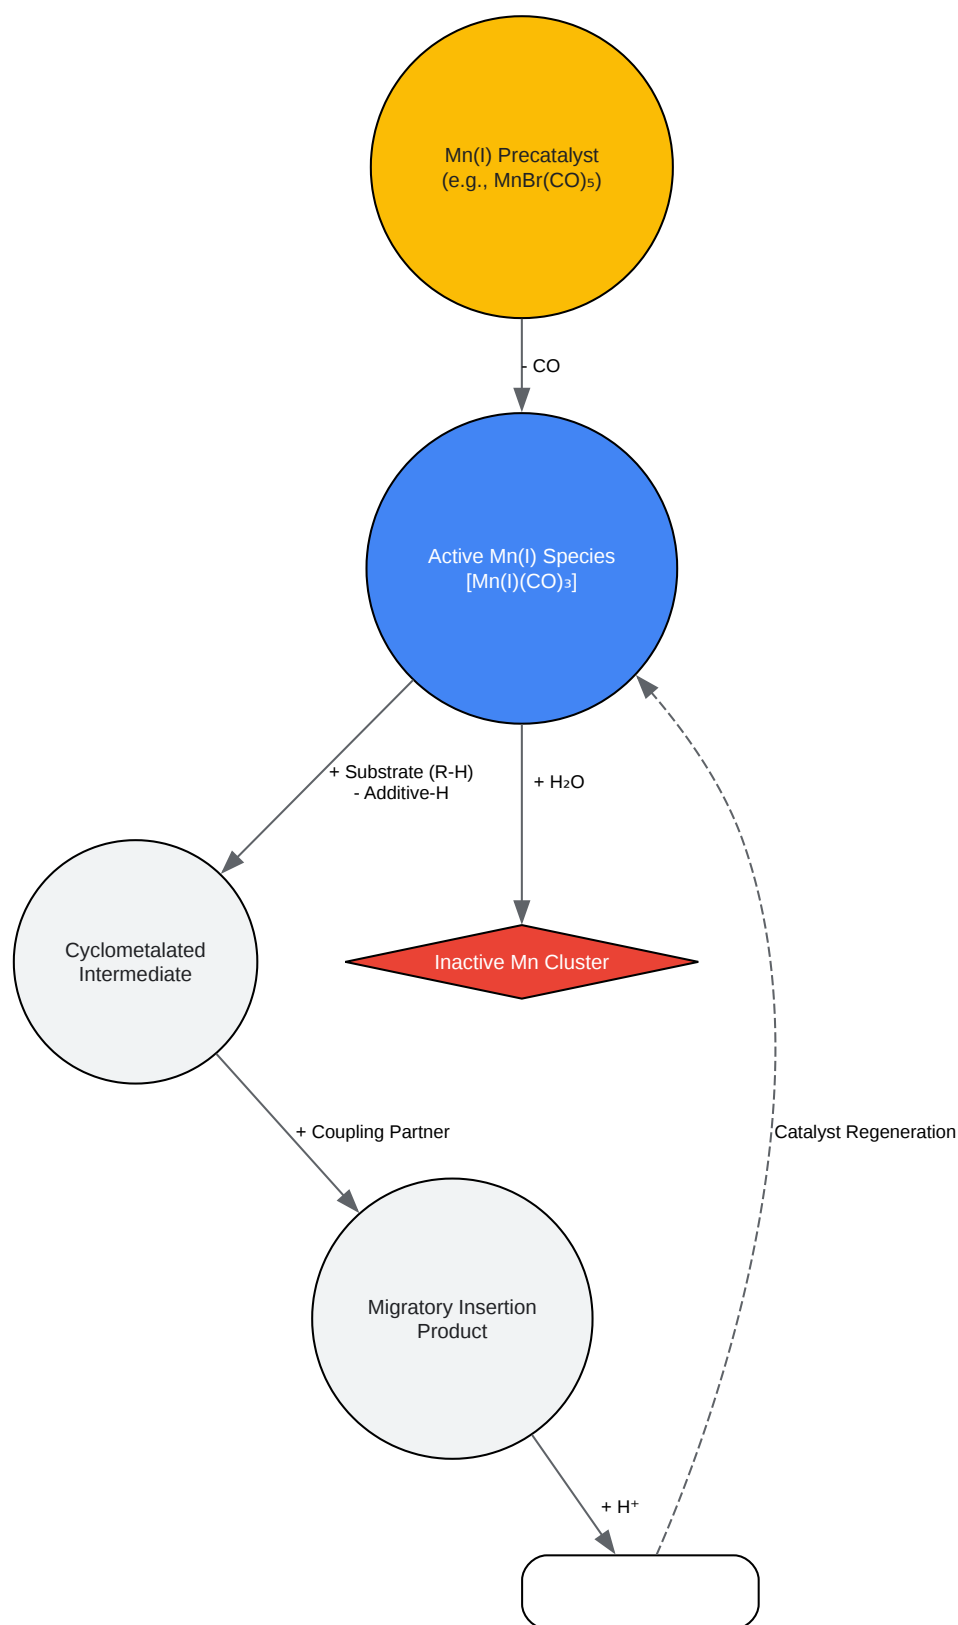 Mn(I) Precatalyst
(e.g., MnBr(CO)₅)
- CO
Active Mn(I) Species
[Mn(I)(CO)₃]
+ Substrate (R-H)
- Additive-H
+ H₂O
Cyclometalated
Intermediate
Inactive Mn Cluster
+ Coupling Partner
Catalyst Regeneration
Migratory Insertion
Product
+ H⁺